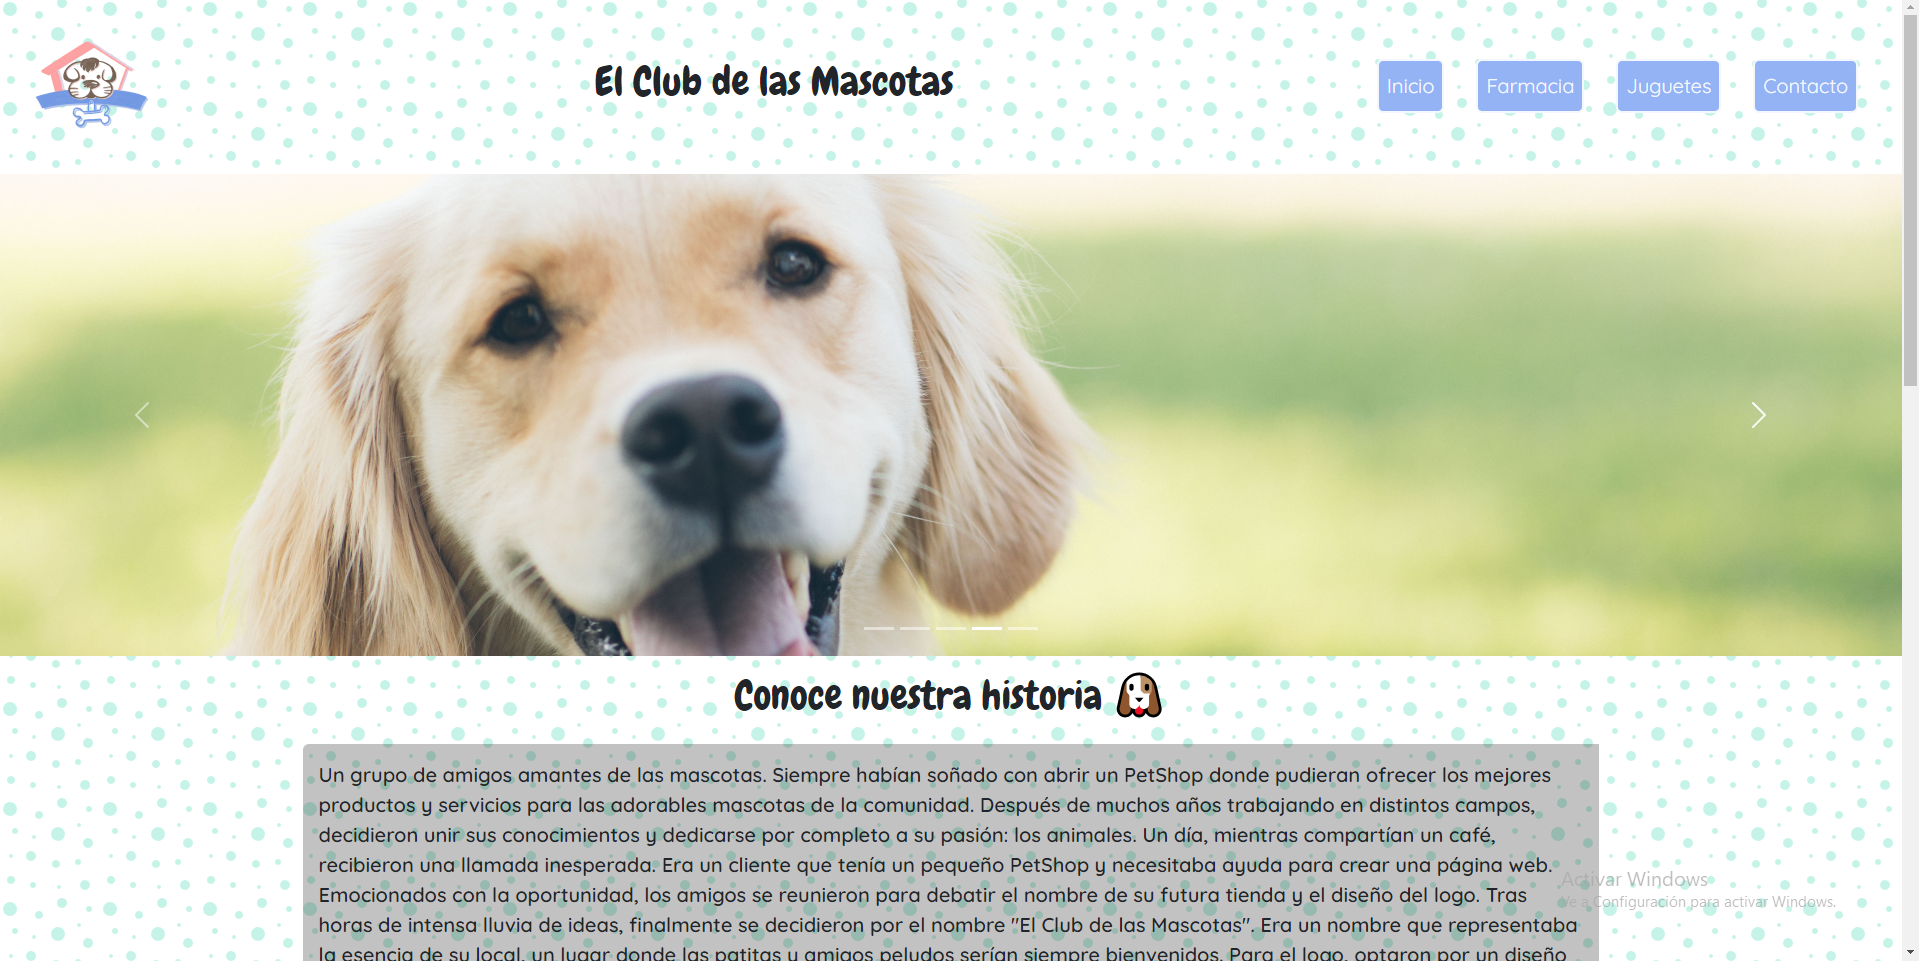 El Club de las Mascotas
Inicio
Farmacia
Juguetes
Contacto
Conoce nuestra historia
Un grupo de amigos amantes de las mascotas. Siempre habían soñado con abrir un PetShop donde pudieran ofrecer los mejores
productos y servicios para las adorables mascotas de la comunidad. Después de muchos años trabajando en distintos campos,
decidieron unir sus conocimientos y dedicarse por completo a su pasión: los animales. Un día, mientras compartían un café,
recibieron una llamada inesperada. Era un cliente que tenía un pequeño PetShop y necesitaba ayuda para crear una página web.
Emocionados con la oportunidad, los amigos se reunieron para debatir el nombre de su futura tienda y el diseño del logo. Tras
horas de intensa lluvia de ideas, finalmente se decidieron por el nombre "El Club de las Mascotas". Era un nombre que representaba
la esencia de su local, un lugar donde las patitas y amigos peludos serían siempre bienvenidos. Para el logo, optaron por un diseño
Activar Windows
Ve a Configuración para activar Windows.